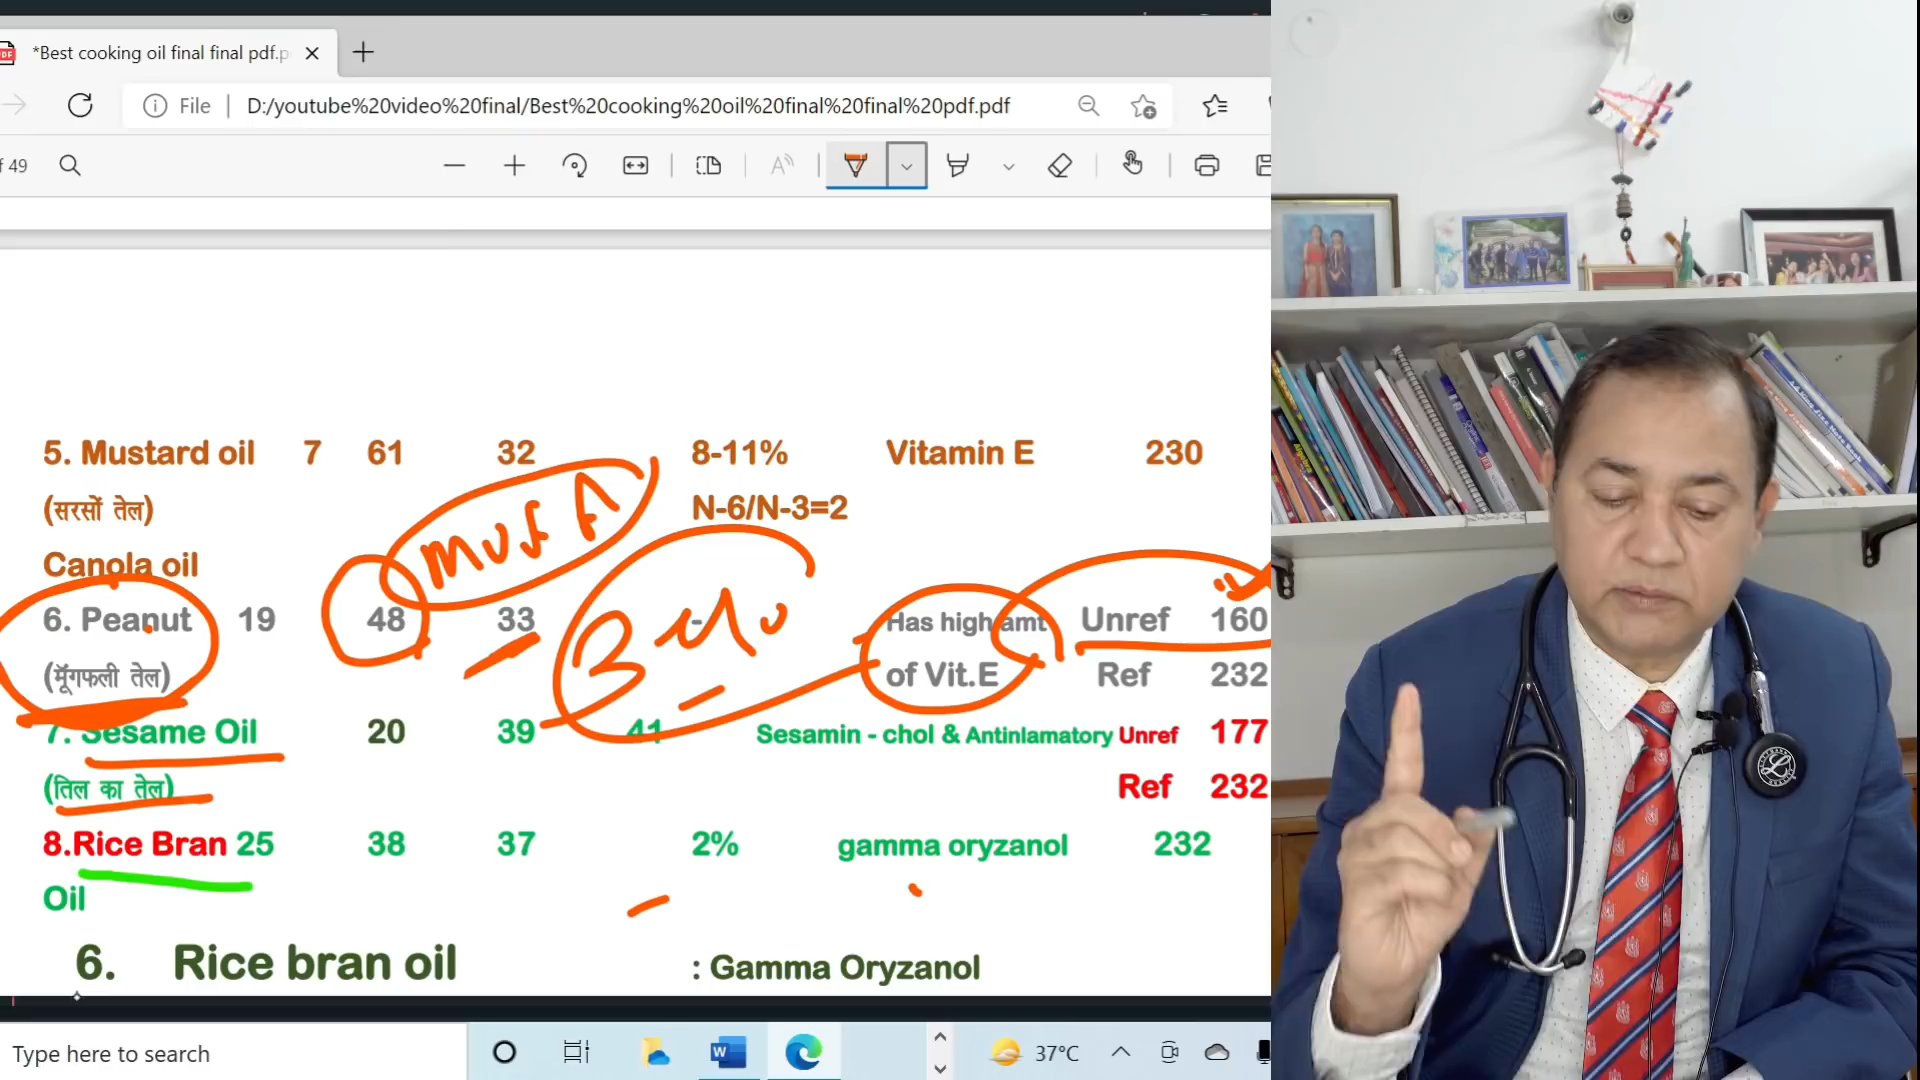 *Best cooking oil final final pdf.p
File D:/youtube%20video%20final/Best%20cooking%20oil%20final%20final%20pdf.pdf
f 49
5. Mustard oil 7 61 32 8-11% Vitamin E 230
(सरसों तेल) N-6/N-3=2
MUFA
Canola oil
6. Peanut 19 48 33 - Has high amt Unref 160
(मूँगफली तेल) of Vit.E Ref 232
7. Sesame Oil 20 39 41 Sesamin - chol & Antinlamatory Unref 177
(तिल का तेल) Ref 232
8.Rice Bran 25 38 37 2% gamma oryzanol 232
Oil
6. Rice bran oil : Gamma Oryzanol
Type here to search 37°C